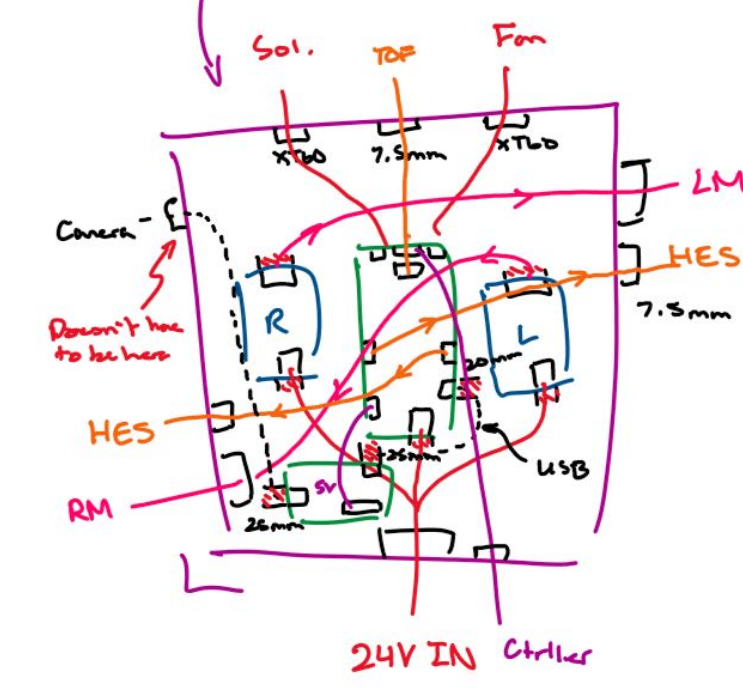 Sol.
TOF
Fan
XT60
7.5mm
XT60
LM
Camera
HES
7.5mm
Doesn't have
to be here
R
L
20mm
HES
25mm
USB
RM
5V
25mm
24V IN
Ctrller